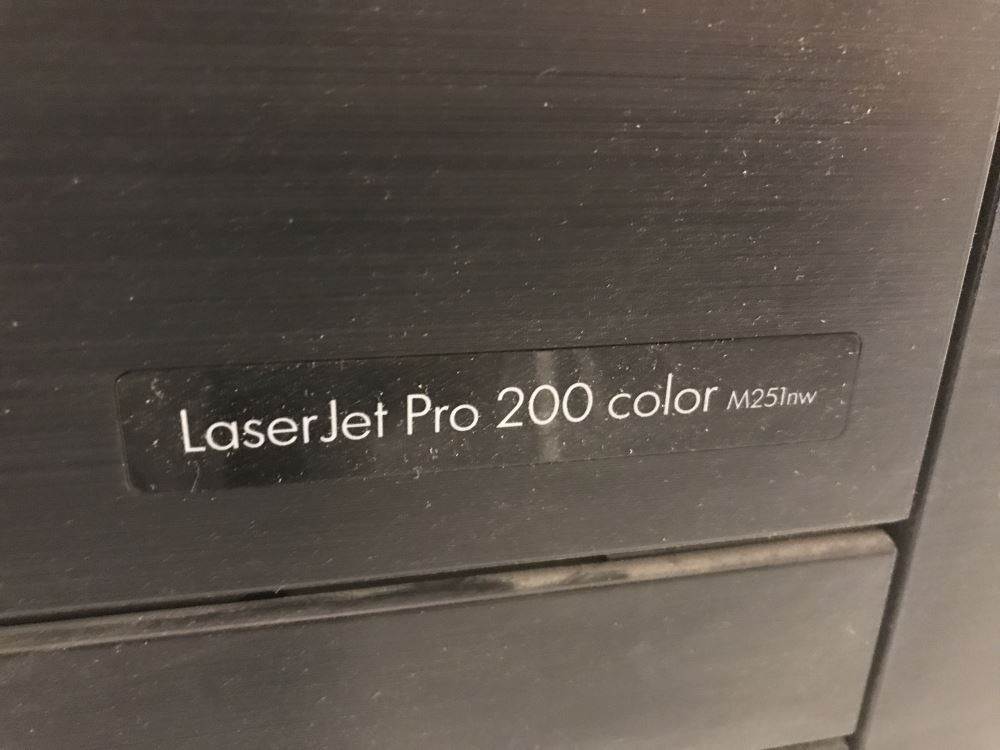 LaserJet Pro 200 color M251nw